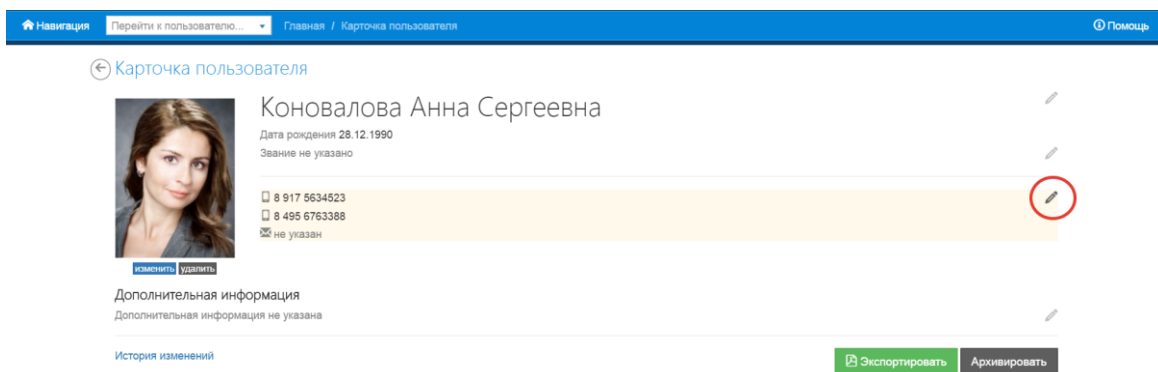 Навигация Перейти к пользователю... Главная / Карточка пользователя Помощь
Карточка пользователя
Коновалова Анна Сергеевна
Дата рождения 28.12.1990
Звание не указано
8 917 5634523
8 495 6763388
не указан
изменить удалить
Дополнительная информация
Дополнительная информация не указана
История изменений Экспортировать Архивировать